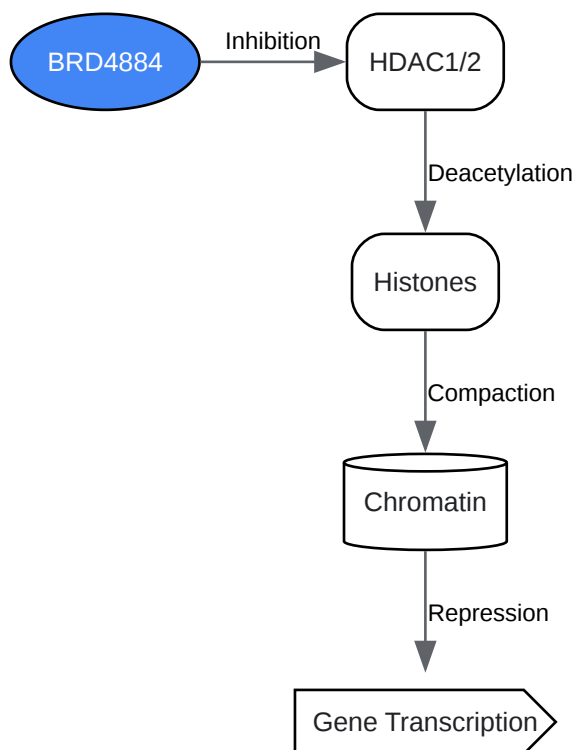 BRD4884
Inhibition
HDAC1/2
Deacetylation
Histones
Compaction
Chromatin
Repression
Gene Transcription